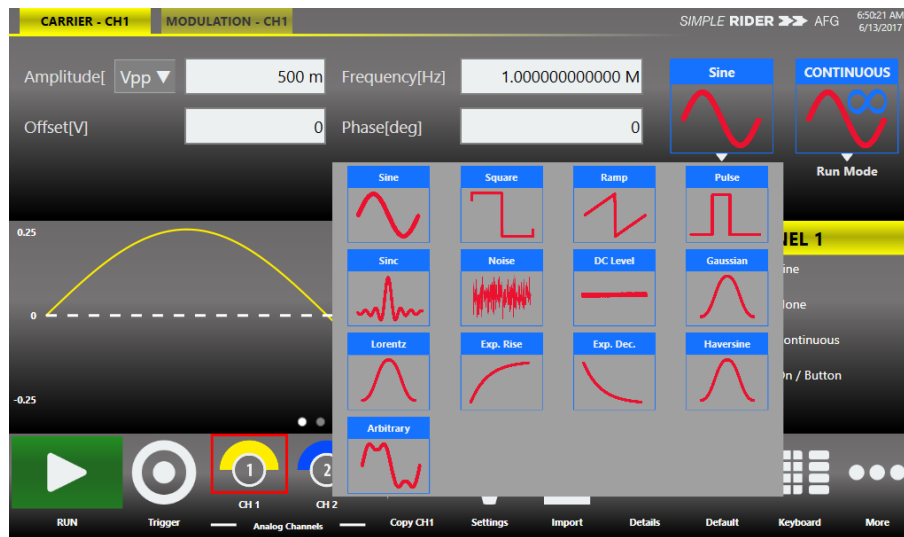 CARRIER - CH1
MODULATION - CH1
SIMPLE RIDER AFG
6:50:21 AM
6/13/2017
Amplitude[ Vpp ▼
500 m
Frequency[Hz]
1.000000000000 M
Sine
CONTINUOUS
Offset[V]
0
Phase[deg]
0
Run Mode
Sine
Square
Ramp
Pulse
0.25
NEL 1
Sinc
Noise
DC Level
Gaussian
ine
0
lone
Lorentz
Exp. Rise
Exp. Dec.
Haversine
ontinuous
On / Button
-0.25
Arbitrary
1
2
CH 1
CH 2
RUN
Trigger
Analog Channels
Copy CH1
Settings
Import
Details
Default
Keyboard
More